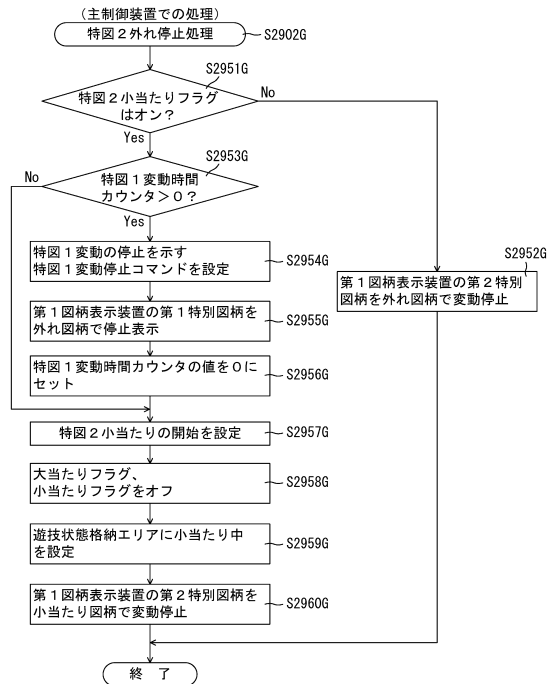 （主制御装置での処理）
特図２外れ停止処理
S2902G
S2951G
特図２小当たりフラグ
はオン？
No
Yes
S2953G
特図１変動時間
カウンタ＞０？
No
Yes
特図１変動の停止を示す
特図１変動停止コマンドを設定
S2954G
S2952G
第１図柄表示装置の第２特別
図柄を外れ図柄で変動停止
第１図柄表示装置の第１特別図柄を
外れ図柄で停止表示
S2955G
特図１変動時間カウンタの値を０に
セット
S2956G
特図２小当たりの開始を設定
S2957G
大当たりフラグ、
小当たりフラグをオフ
S2958G
遊技状態格納エリアに小当たり中
を設定
S2959G
第１図柄表示装置の第２特別図柄を
小当たり図柄で変動停止
S2960G
終 了